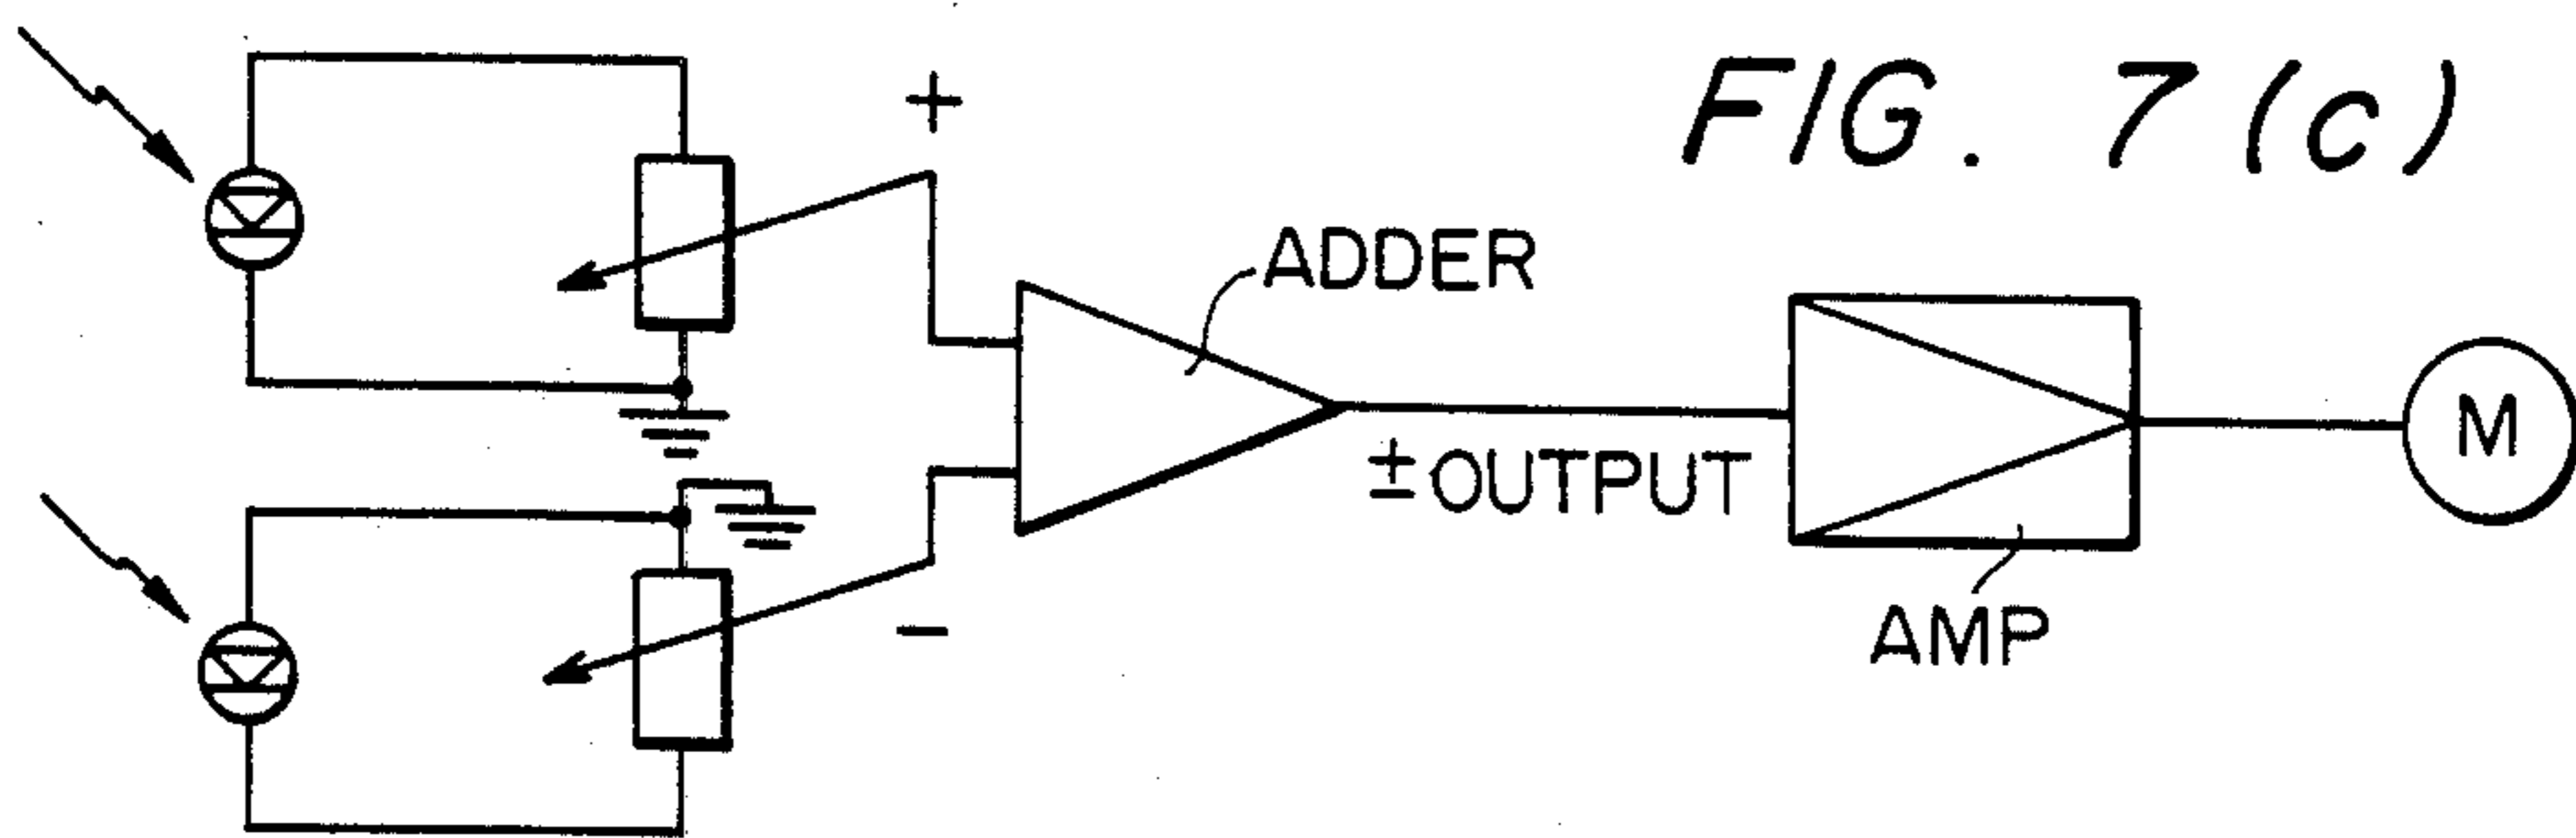 FIG. 7 (c)
+
ADDER
± OUTPUT
-
AMP
M